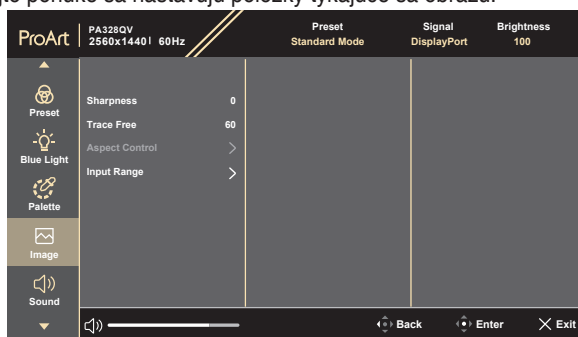 ProArt
PA328QV
2560x1440 60Hz
Preset
Standard Mode
Signal
DisplayPort
Brightness
100
Preset
Blue Light
Palette
Image
Sound
Sharpness 0
Trace Free 60
Aspect Control
Input Range
Back Enter Exit